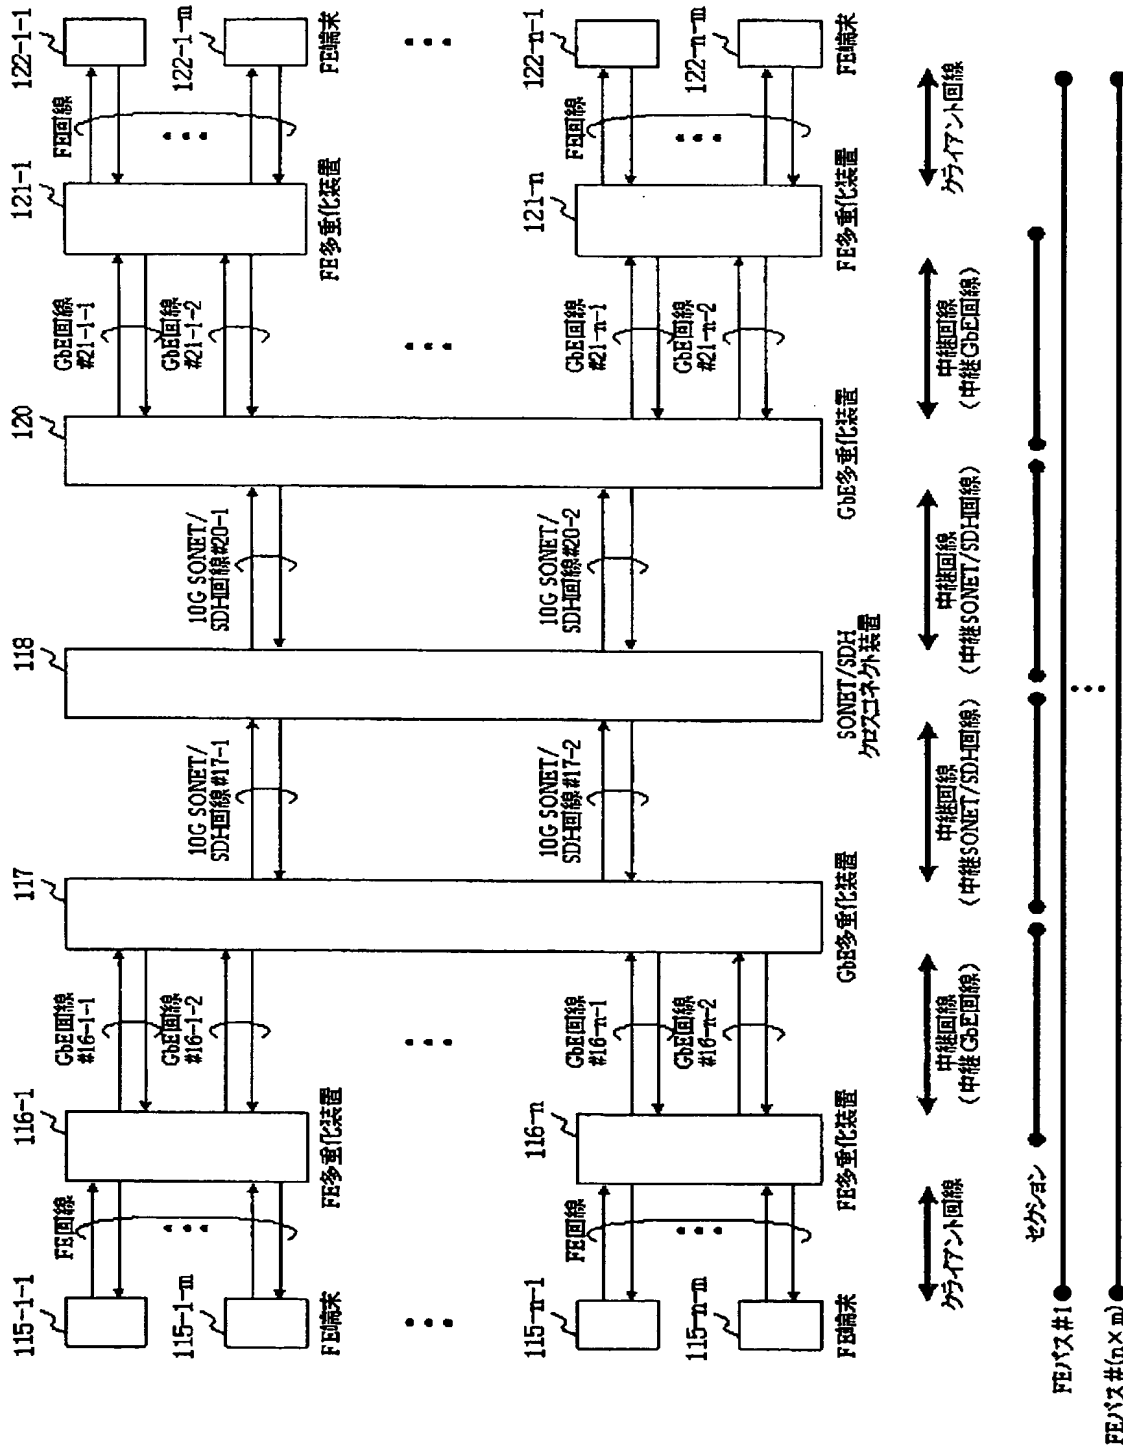 115-1-1
115-1-m
FE端末
115-n-1
115-n-m
FE端末
FE回線
FE回線
116-1
FE多重化装置
116-n
FE多重化装置
GbE回線
#16-1-1
GbE回線
#16-1-2
GbE回線
#16-n-1
GbE回線
#16-n-2
117
GbE多重化装置
10G SONET/
SDH回線#17-1
10G SONET/
SDH回線#17-2
118
SONET/SDH
クロスコネクト装置
10G SONET/
SDH回線#20-1
10G SONET/
SDH回線#20-2
120
GbE多重化装置
GbE回線
#21-1-1
GbE回線
#21-1-2
GbE回線
#21-n-1
GbE回線
#21-n-2
121-1
FE多重化装置
121-n
FE多重化装置
FE回線
FE回線
122-1-1
122-1-m
FE端末
122-n-1
122-n-m
FE端末
クライアント回線
中継回線
(中継GbE回線)
中継回線
(中継SONET/SDH回線)
中継回線
(中継SONET/SDH回線)
中継回線
(中継GbE回線)
クライアント回線
セクション
FEパス#1
FEパス#(n×m)